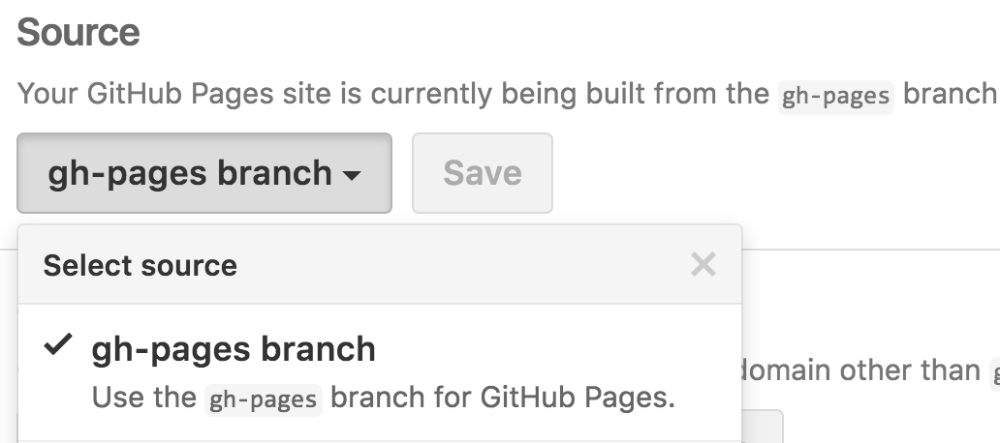 Source
Your GitHub Pages site is currently being built from the gh-pages branch
gh-pages branch
Save
Select source
gh-pages branch
domain other than
Use the gh-pages branch for GitHub Pages.